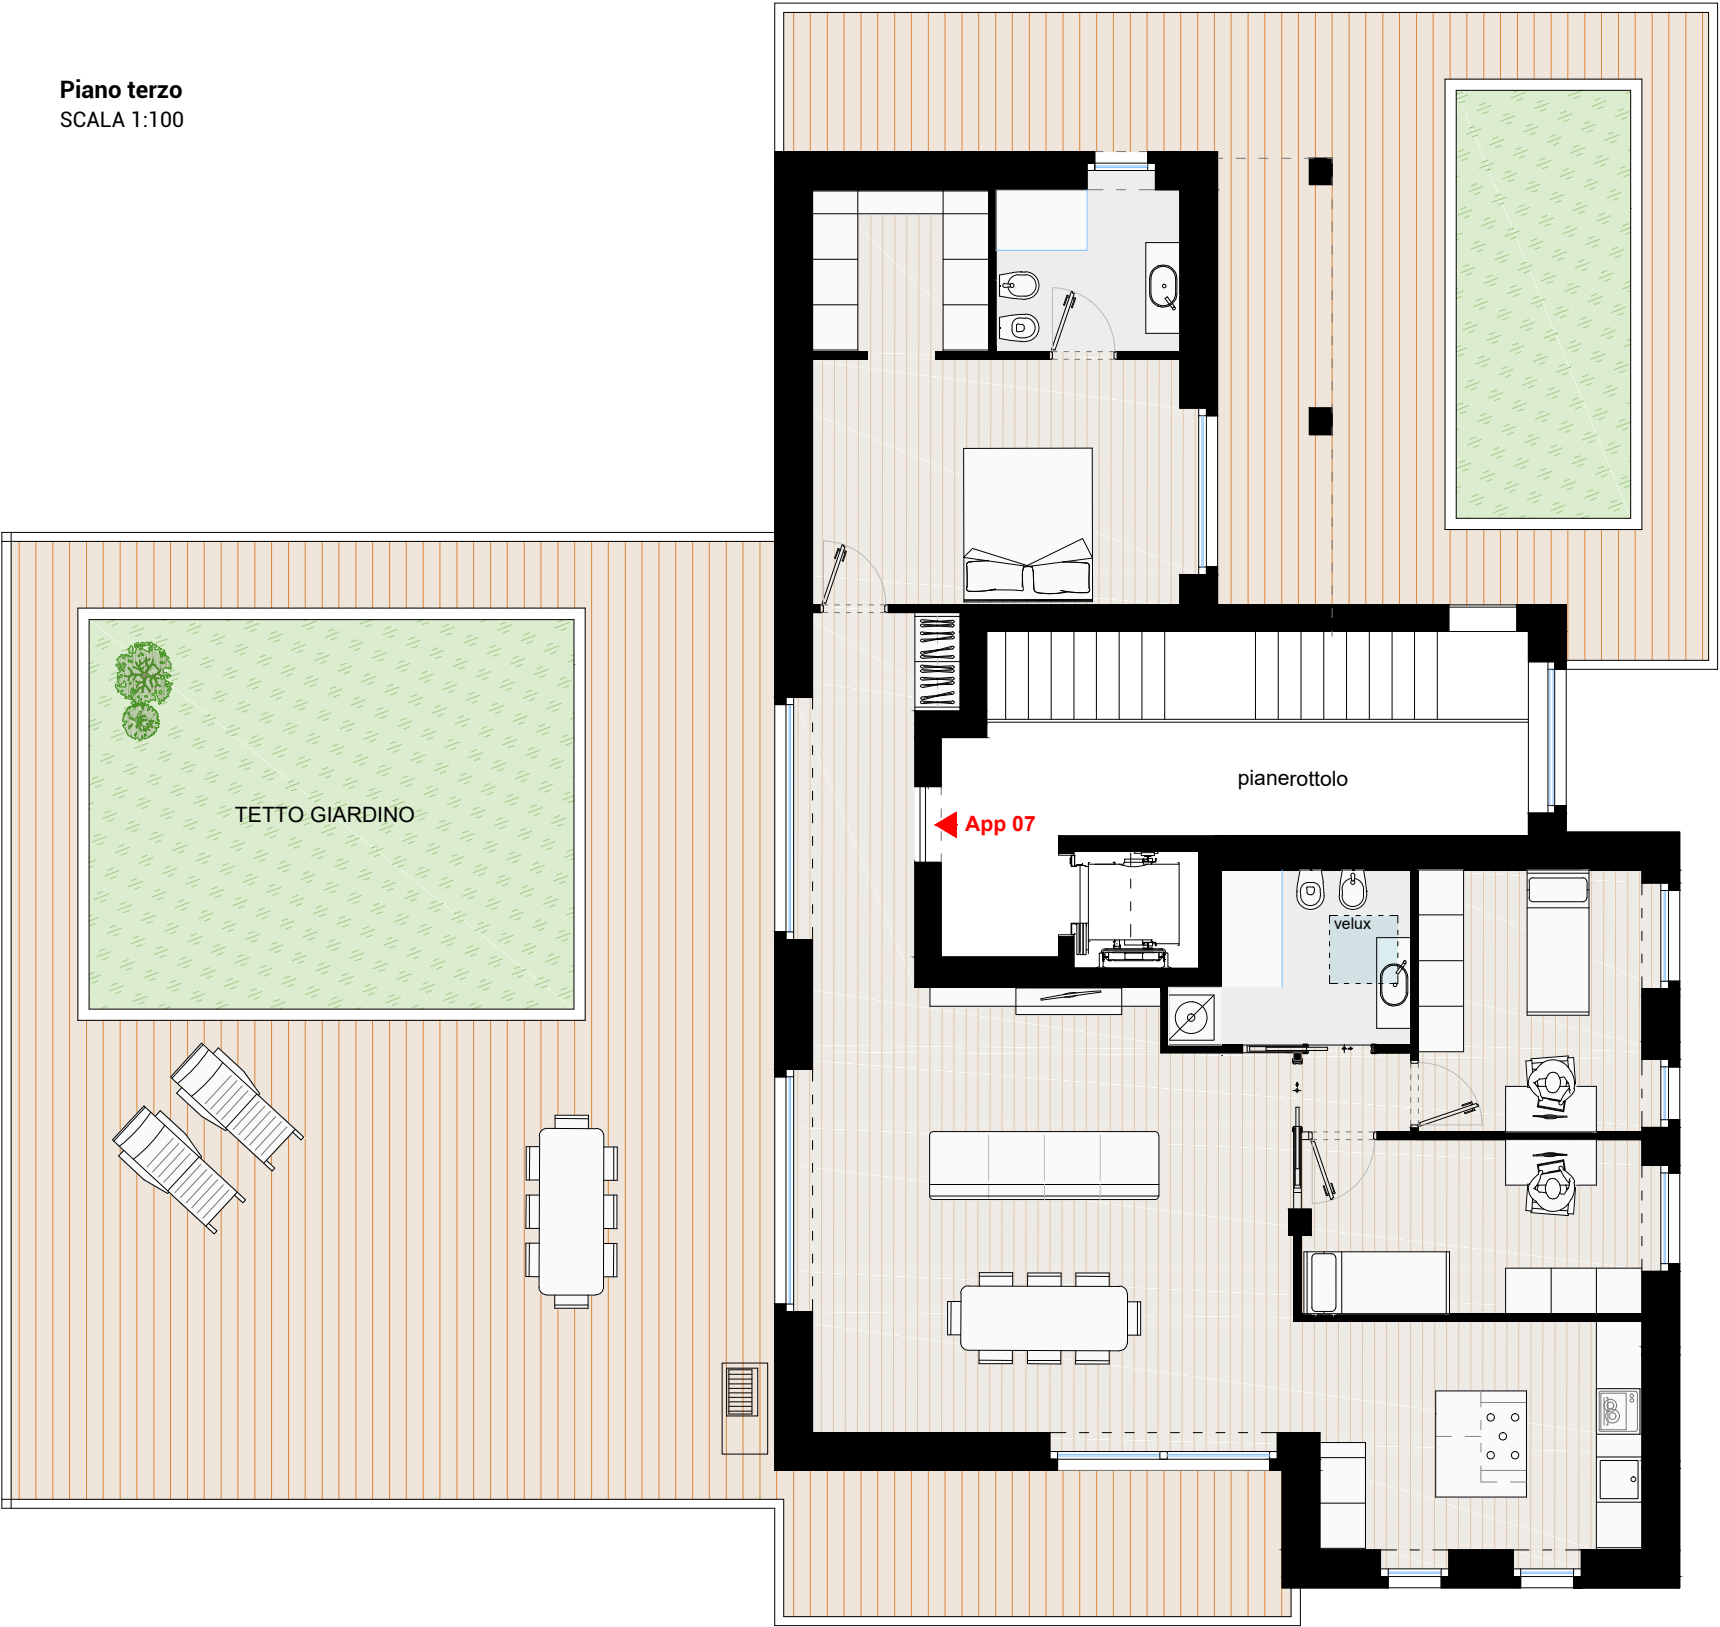 Piano terzo
SCALA 1:100
pianerottolo
TETTO GIARDINO
App 07
velux